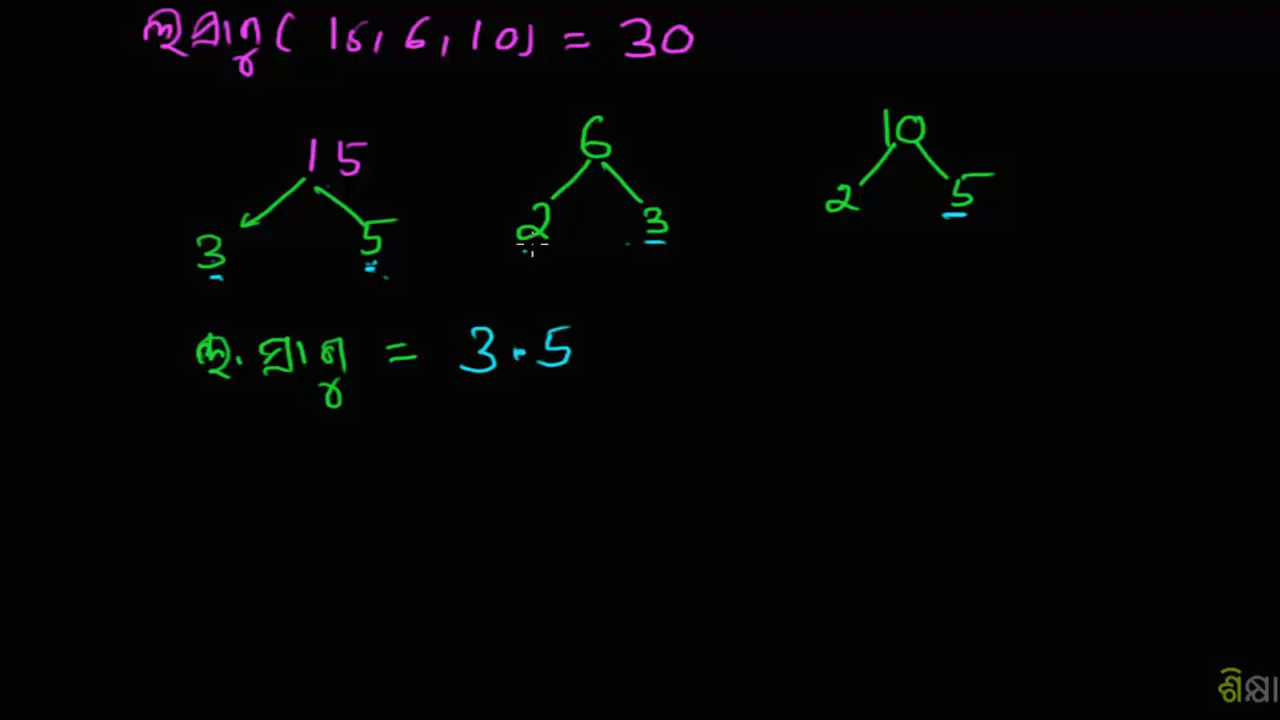 ଲ.ସା.ଗୁ ( 15, 6, 10) = 30
15 6 10
3 5 2 3 2 5
ଲ. ସା ଗୁ = 3 · 5
ଶିକ୍ଷା